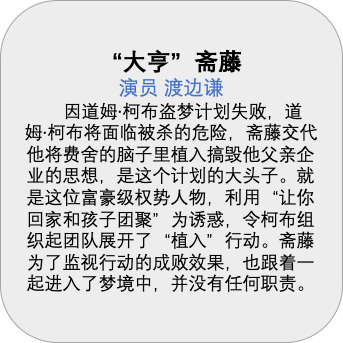 “大亨” 斋藤
演员 渡边谦
因道姆·柯布盗梦计划失败，道
姆·柯布将面临被杀的危险，斋藤交代
他将费舍的脑子里植入搞毁他父亲企
业的思想，是这个计划的大头子。就
是这位富豪级权势人物，利用“让你
回家和孩子团聚”为诱惑，令柯布组
织起团队展开了“植入”行动。斋藤
为了监视行动的成败效果，也跟着一
起进入了梦境中，并没有任何职责。